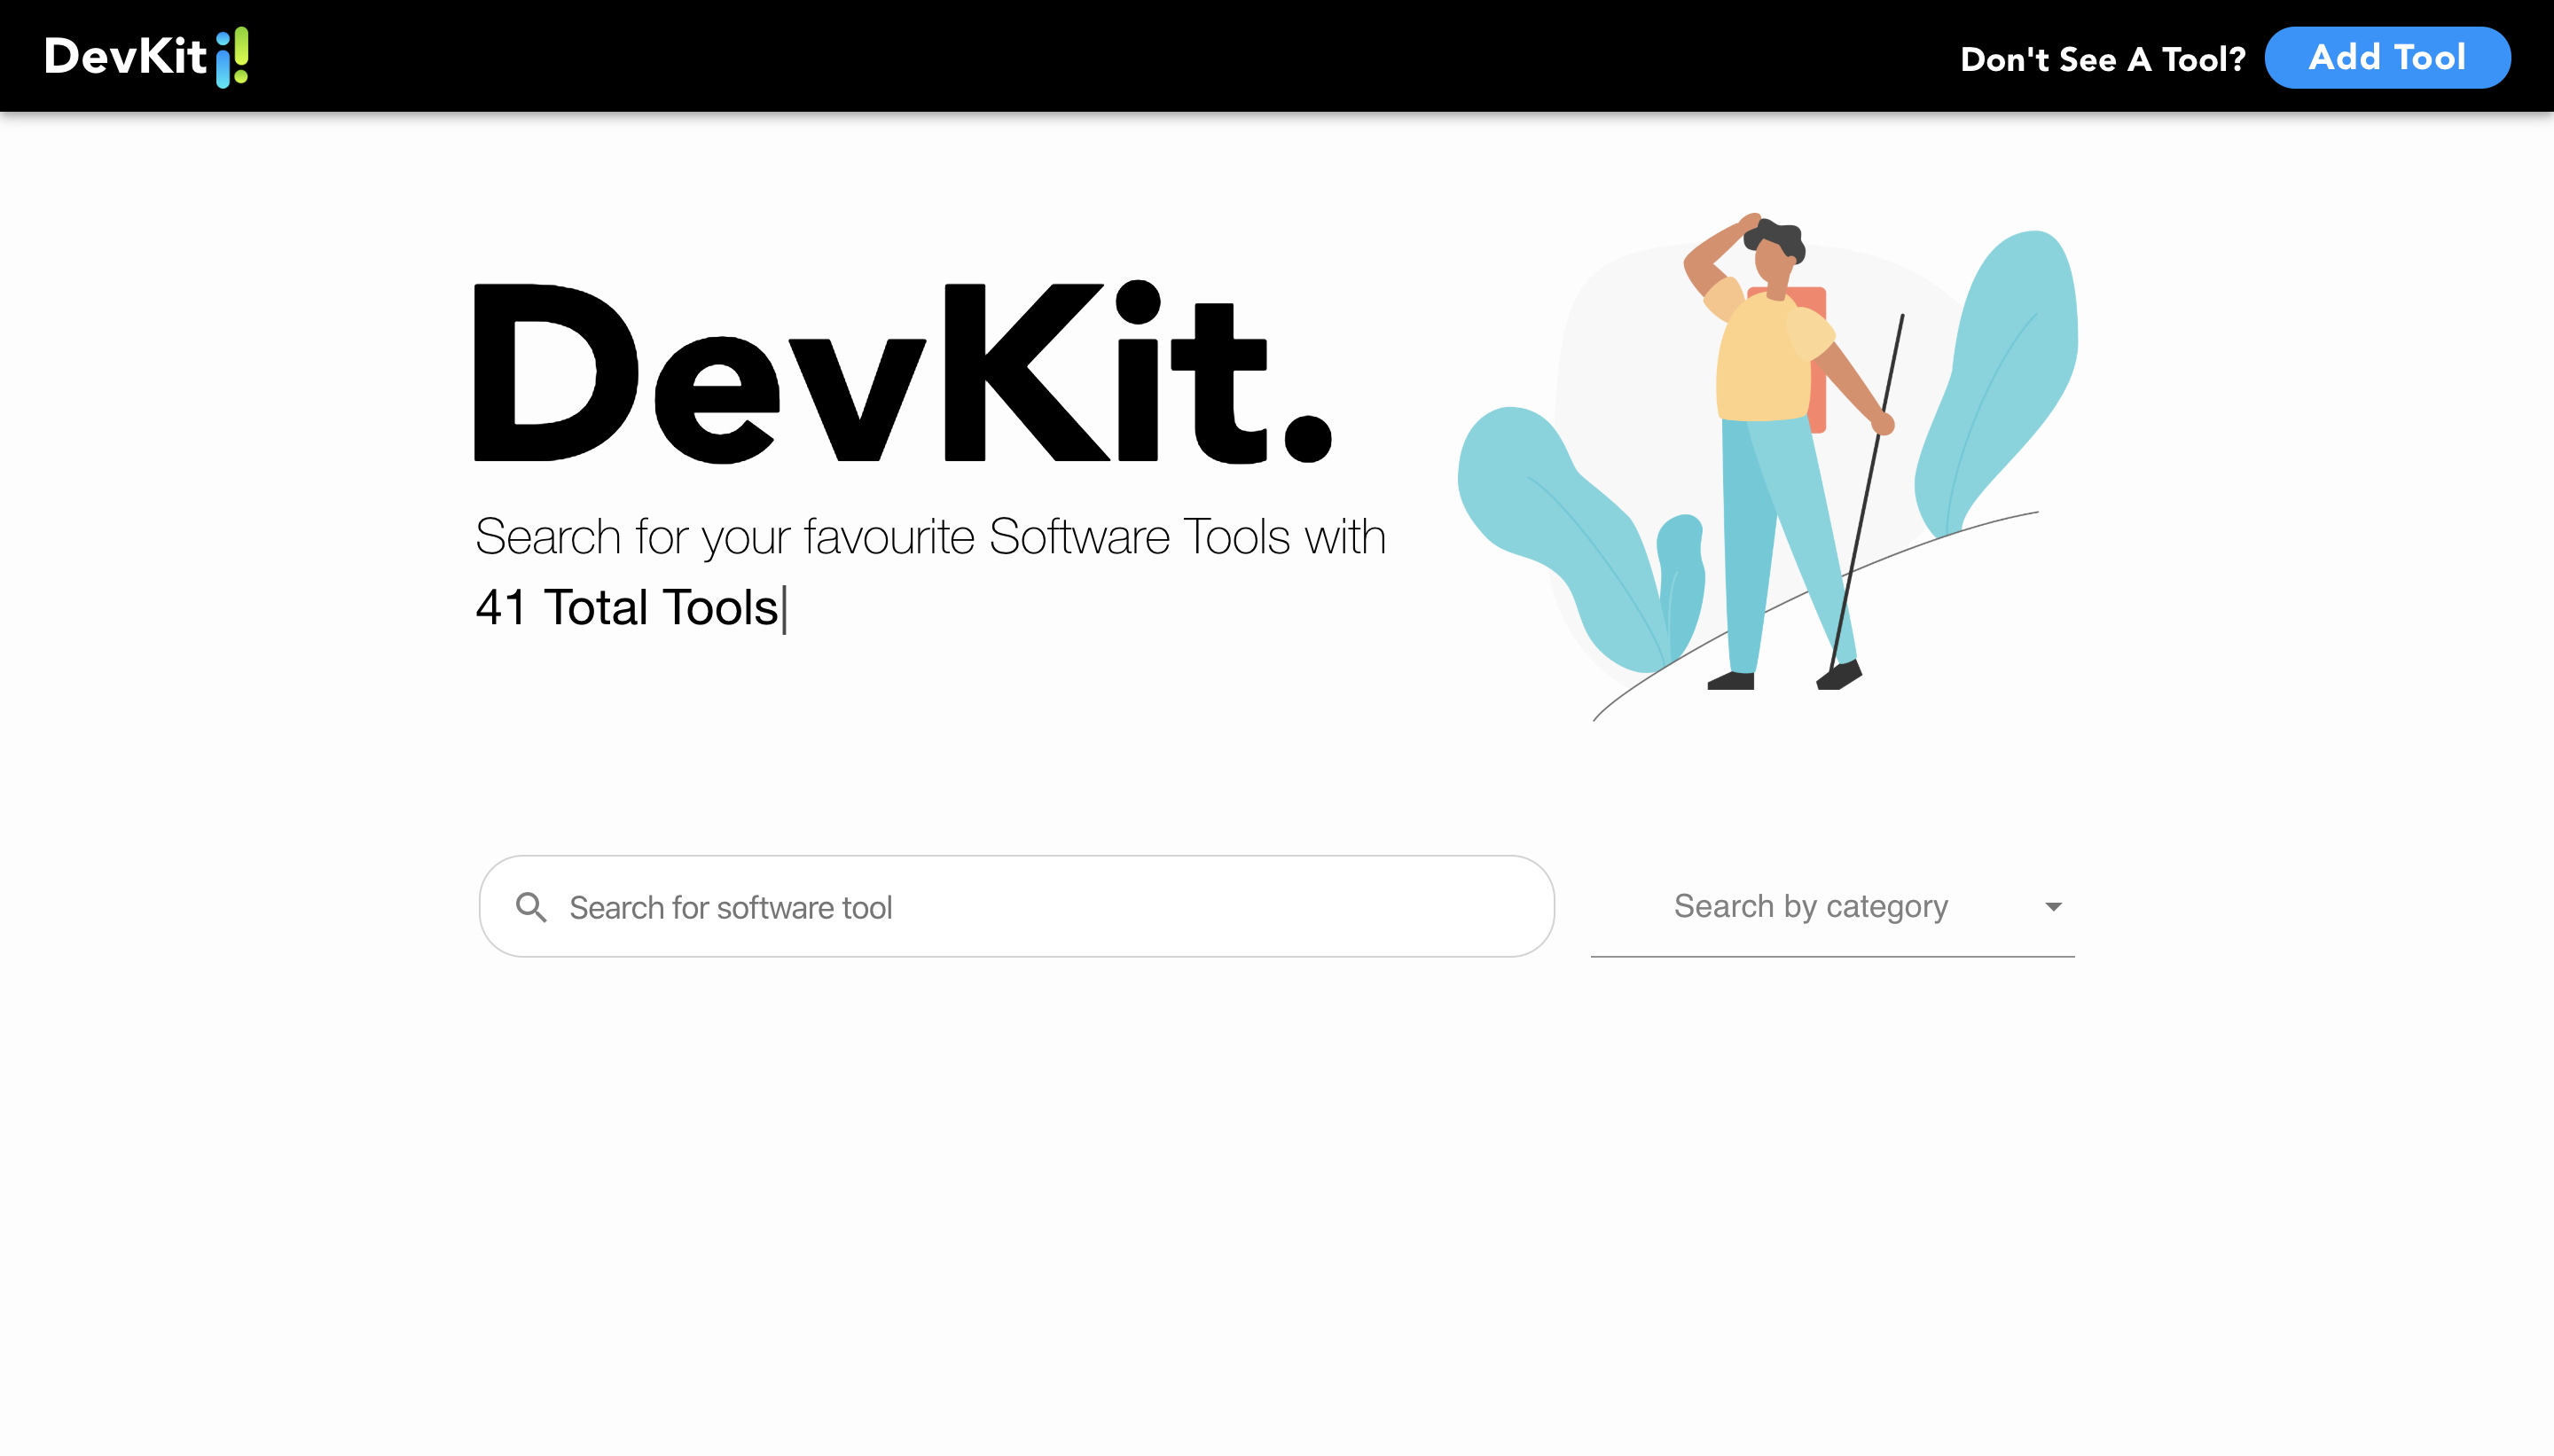 DevKit
Don't See A Tool?
Add Tool
DevKit.
Search for your favourite Software Tools with
41 Total Tools
Search for software tool
Search by category